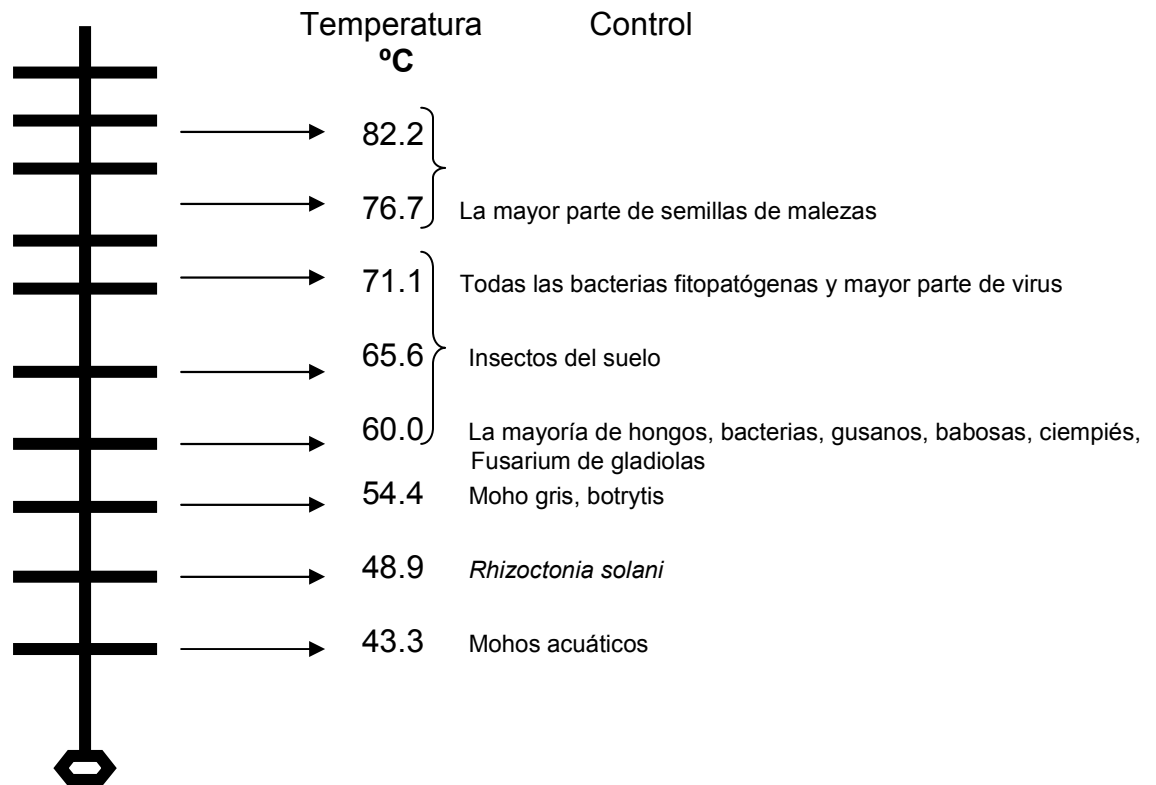 Temperatura Control
ºC
82.2
76.7 La mayor parte de semillas de malezas
71.1 Todas las bacterias fitopatógenas y mayor parte de virus
65.6 Insectos del suelo
60.0 La mayoría de hongos, bacterias, gusanos, babosas, ciempiés,
Fusarium de gladiolas
54.4 Moho gris, botrytis
48.9 Rhizoctonia solani
43.3 Mohos acuáticos